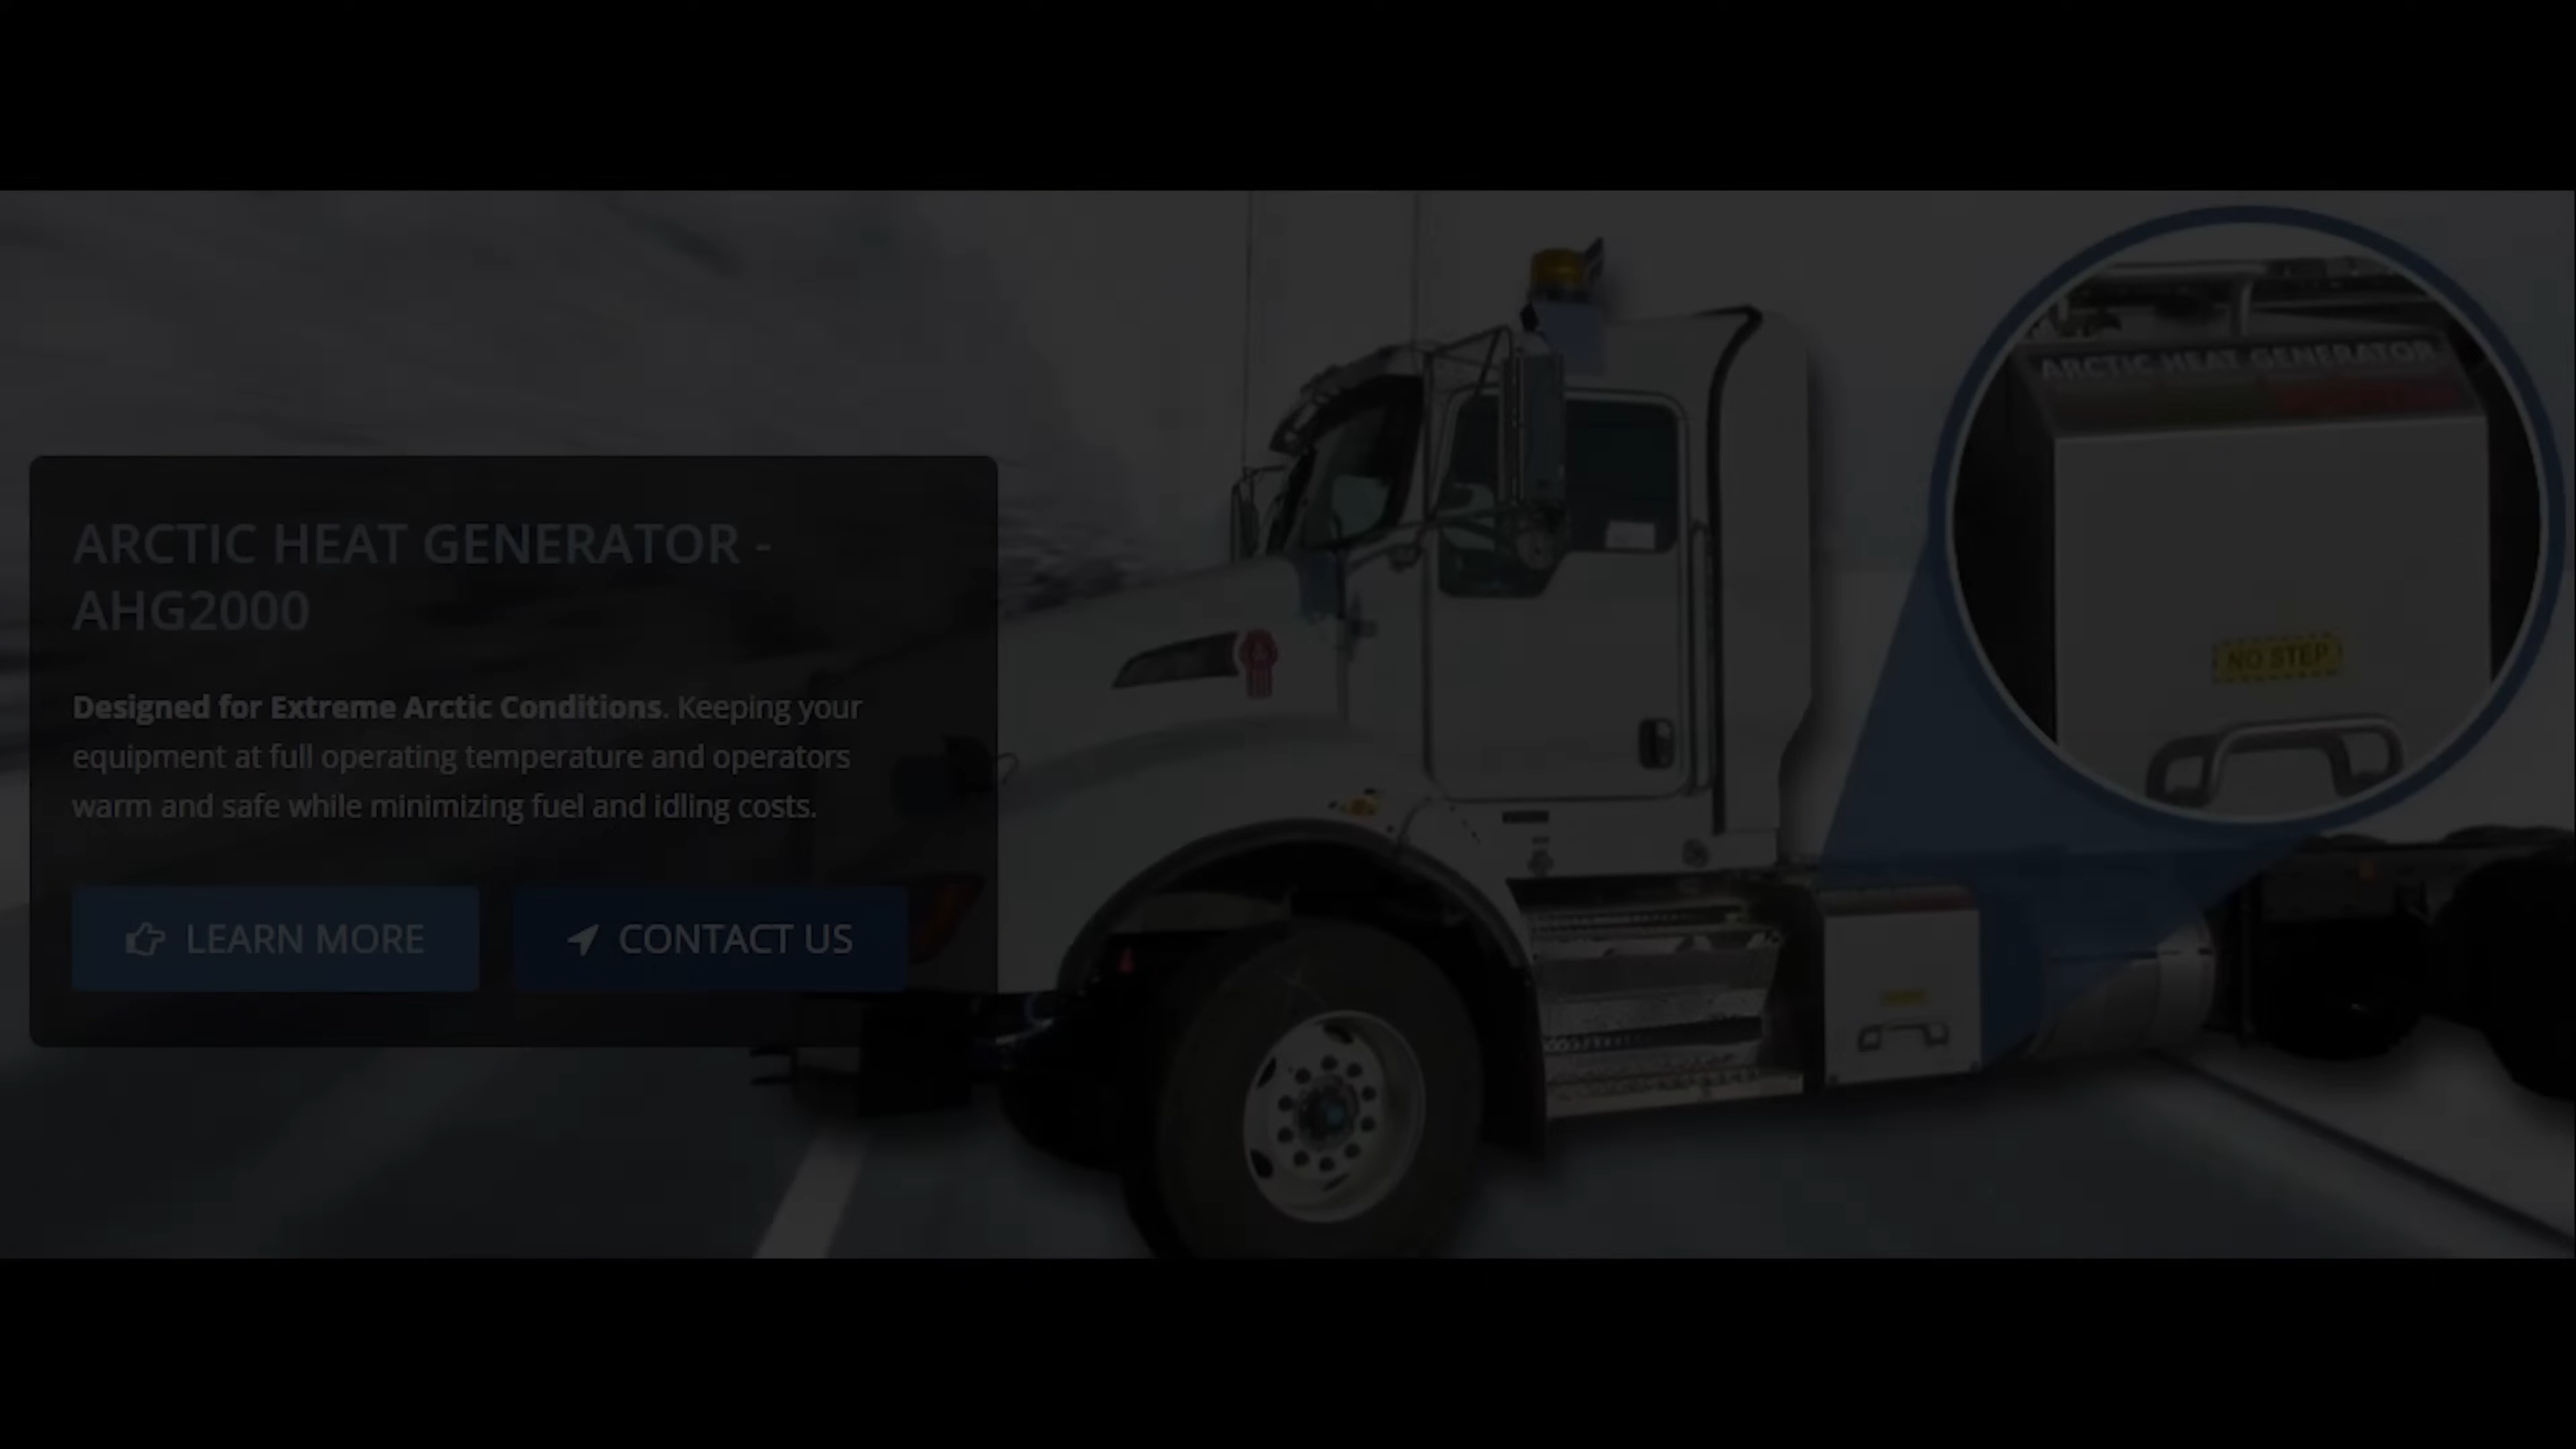 ARCTIC HEAT GENERATOR
NO STEP
ARCTIC HEAT GENERATOR -
AHG2000
Designed for Extreme Arctic Conditions. Keeping your
equipment at full operating temperature and operators
warm and safe while minimizing fuel and idling costs.
LEARN MORE
CONTACT US